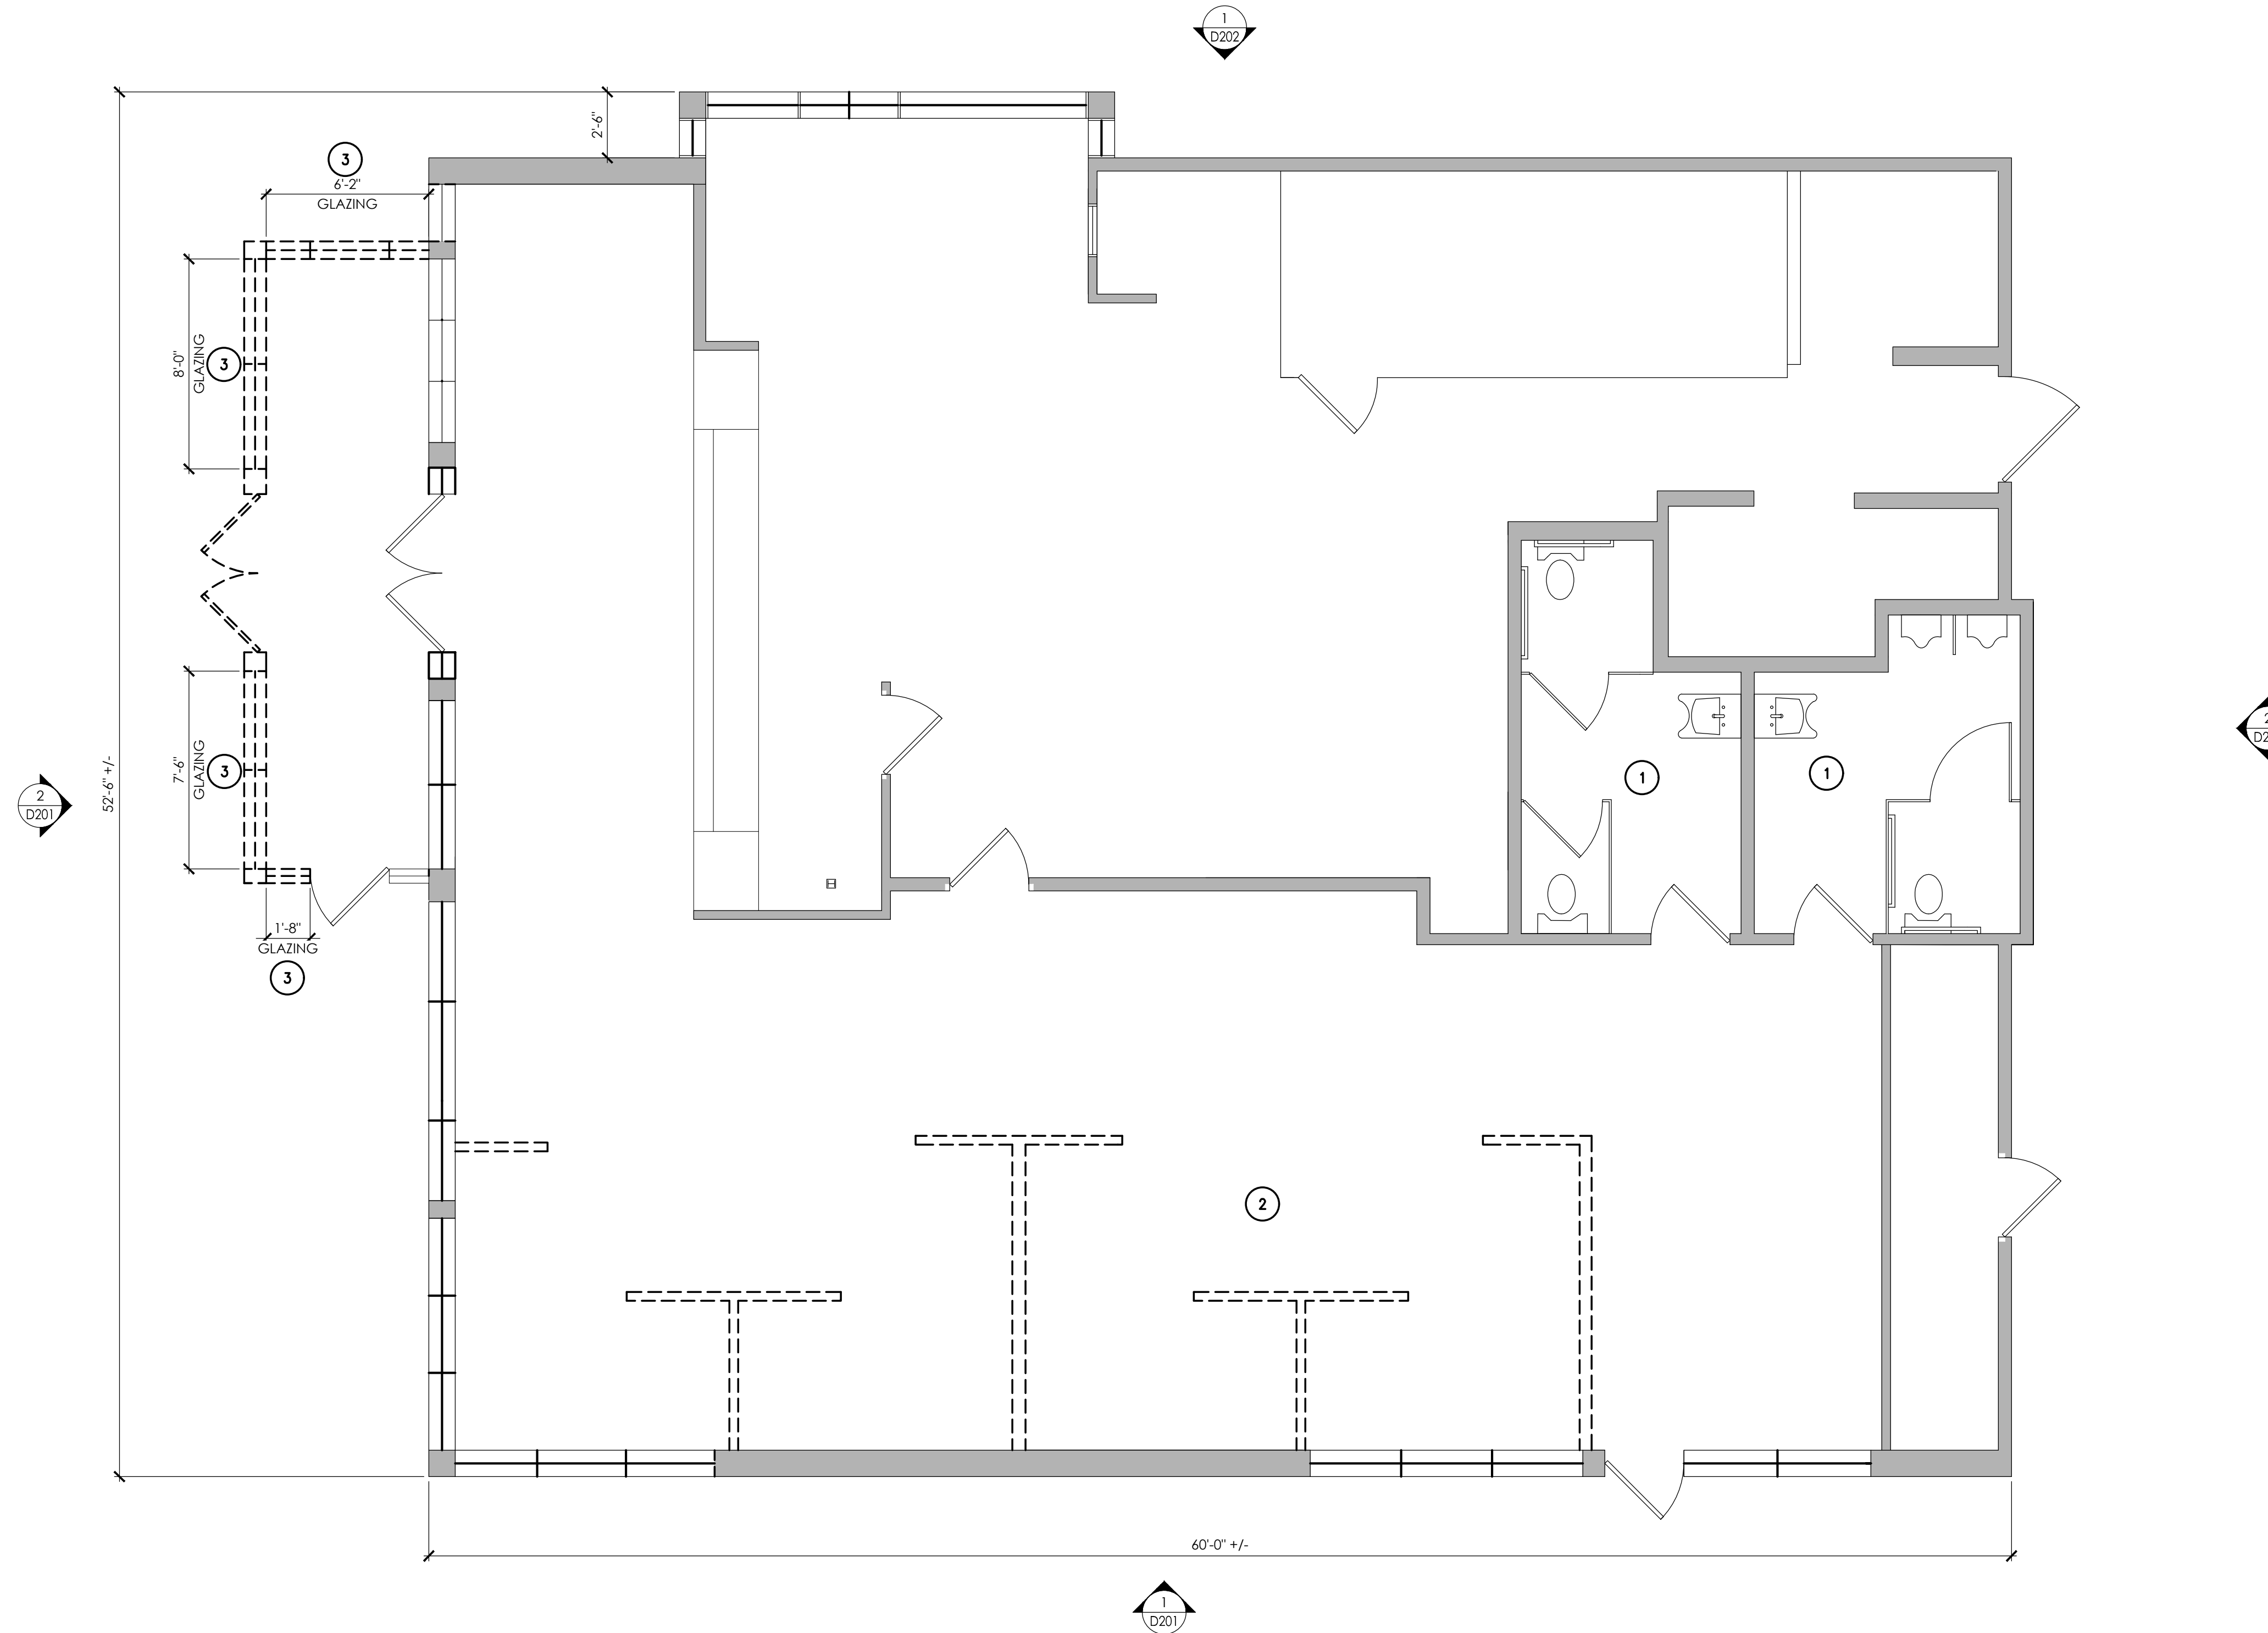 1
D202
2'-6"
3
6'-2"
GLAZING
8'-0"
GLAZING
3
52'-6" +/-
2
D201
7'-6"
GLAZING
3
1'-8"
GLAZING
3
1
1
2
60'-0" +/-
1
D201